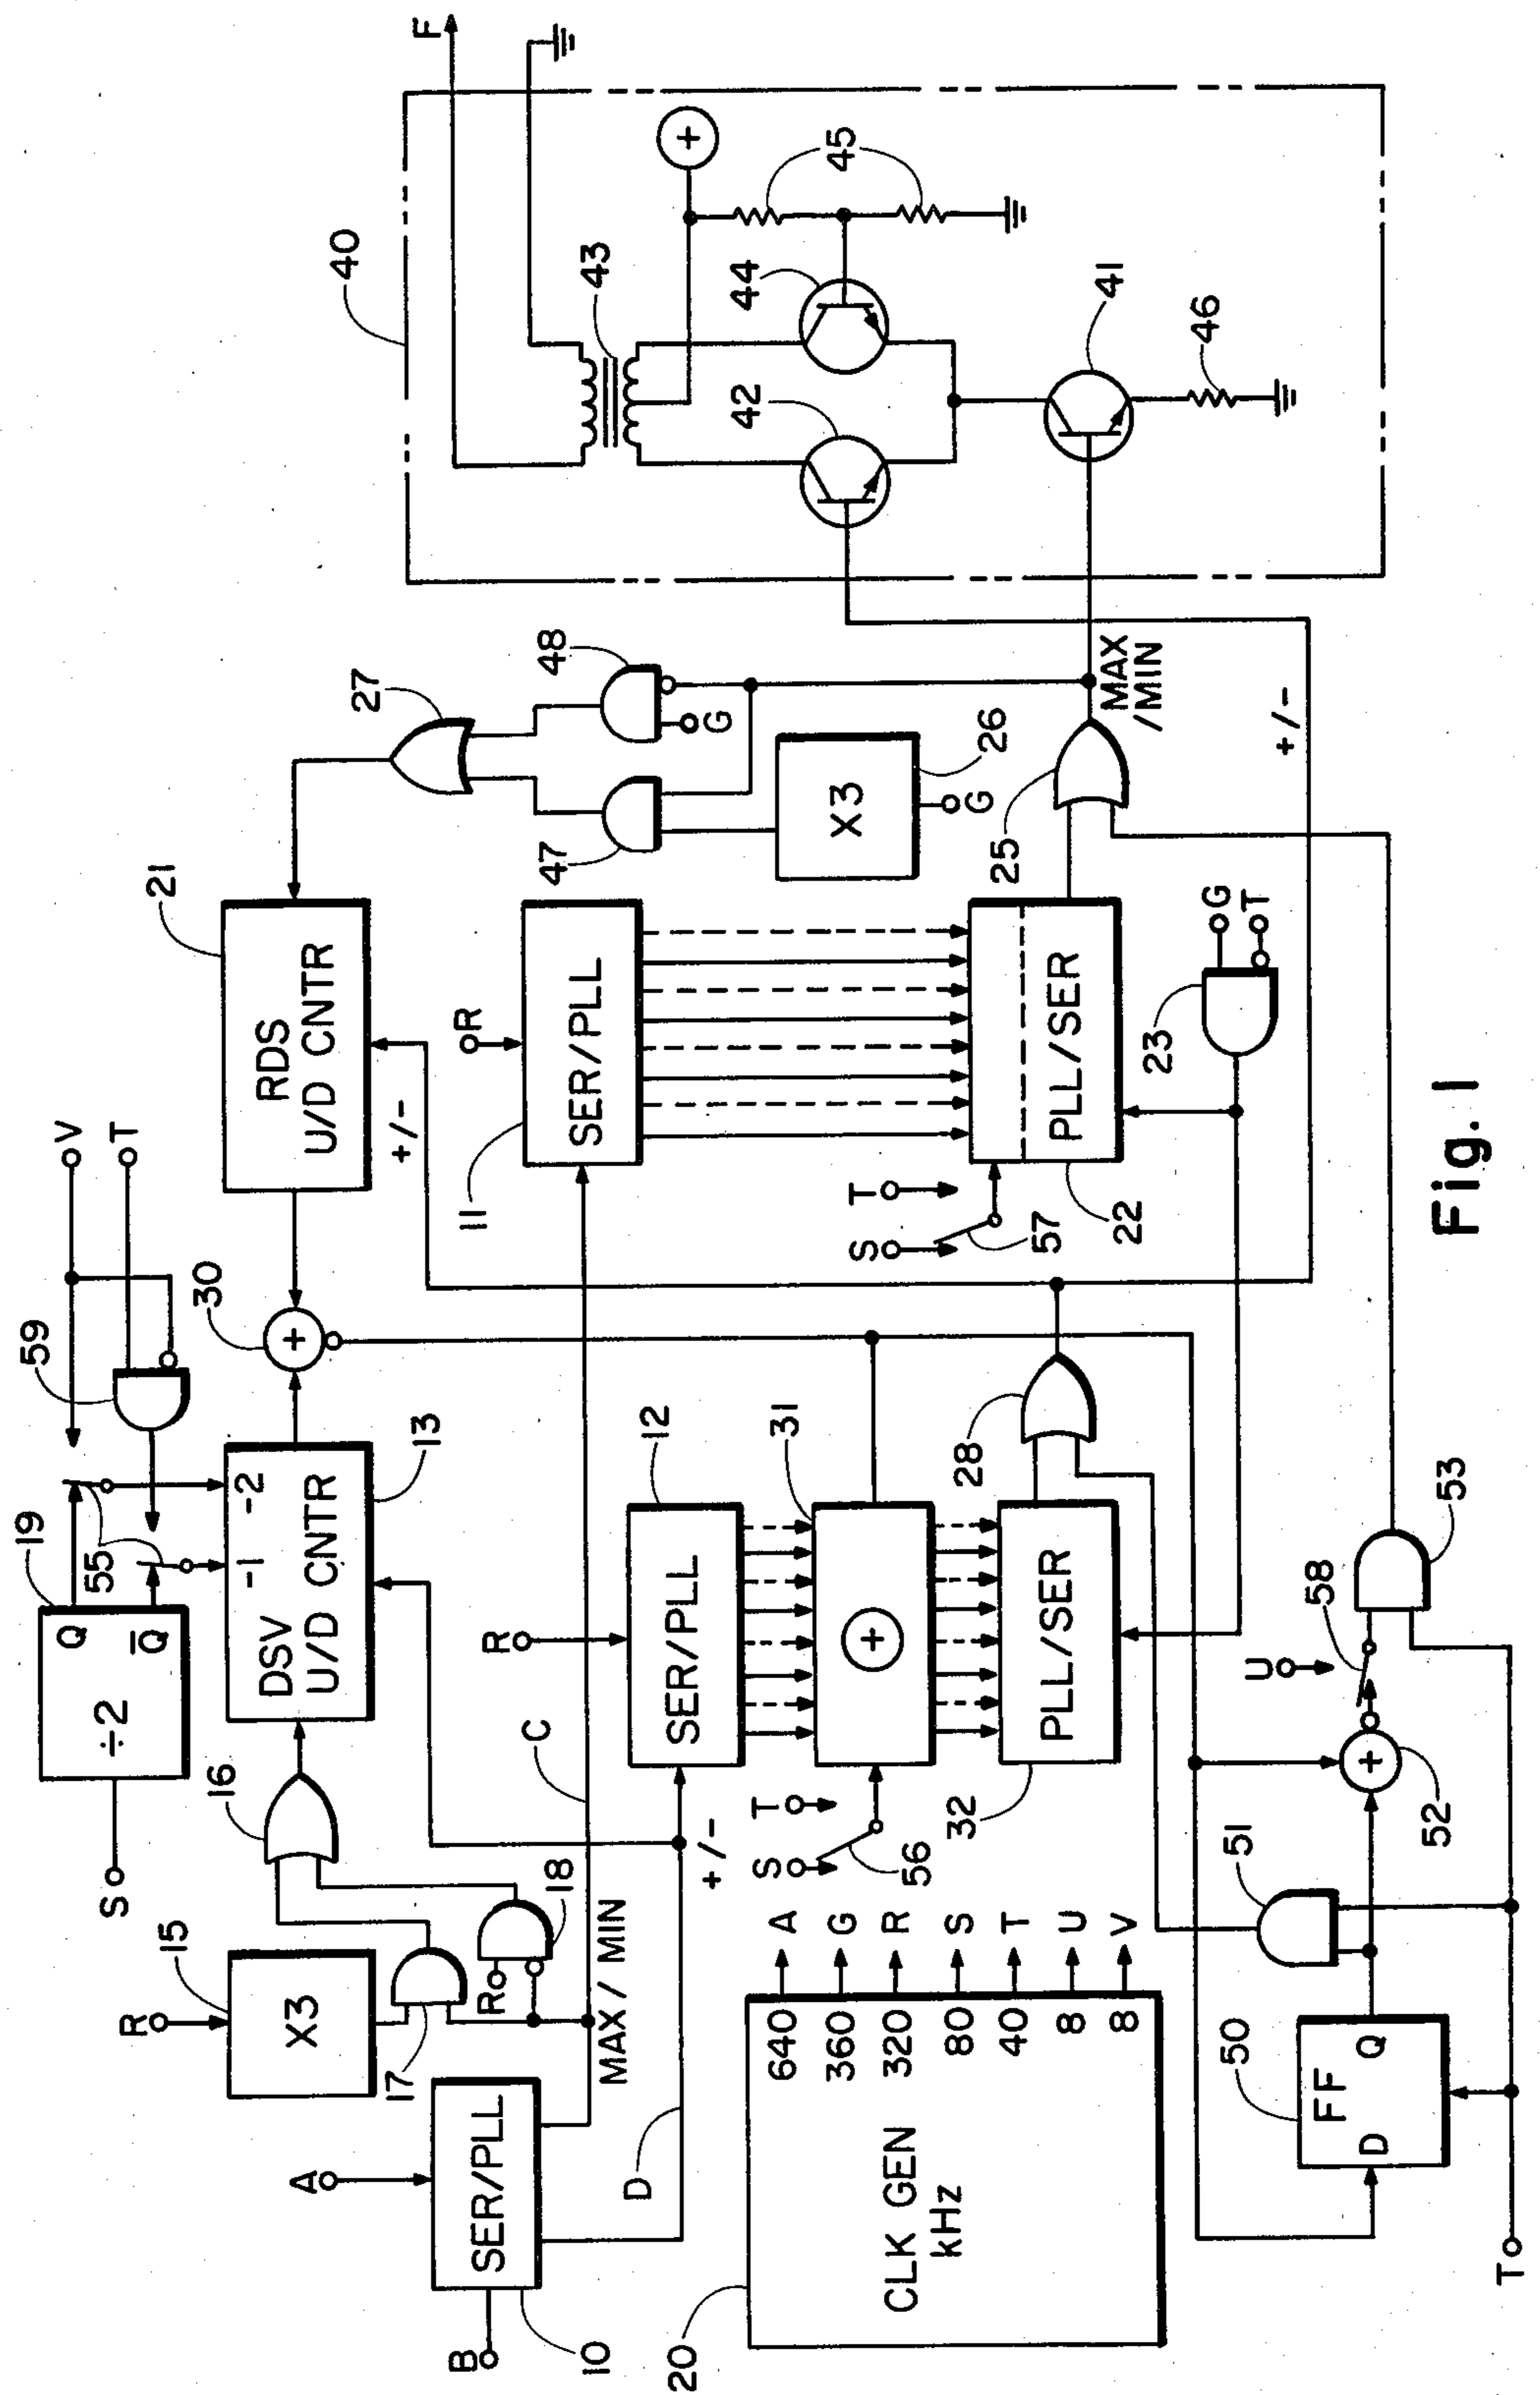 S
÷2
Q
Q̅
19
55
59
V
T
R
15
X3
16
-1 -2
DSV
U/D CNTR
13
30
+
RDS
U/D CNTR
21
27
40
F
A
17
R
18
+/-
SER/PLL
B
10
MAX / MIN
C
D
+/-
R
SER/PLL
12
11
R
SER/PLL
47
48
G
X3
26
G
43
42
44
45
+
S
T
56
+
31
S
T
57
PLL/SER
22
25
MAX
/MIN
41
46
20
CLK GEN
kHz
640 A
360 G
320 R
80 S
40 T
8 U
8 V
32
PLL/SER
28
23
G
T
+/-
50
FF
D
Q
51
+
52
U
58
53
T
Fig. 1